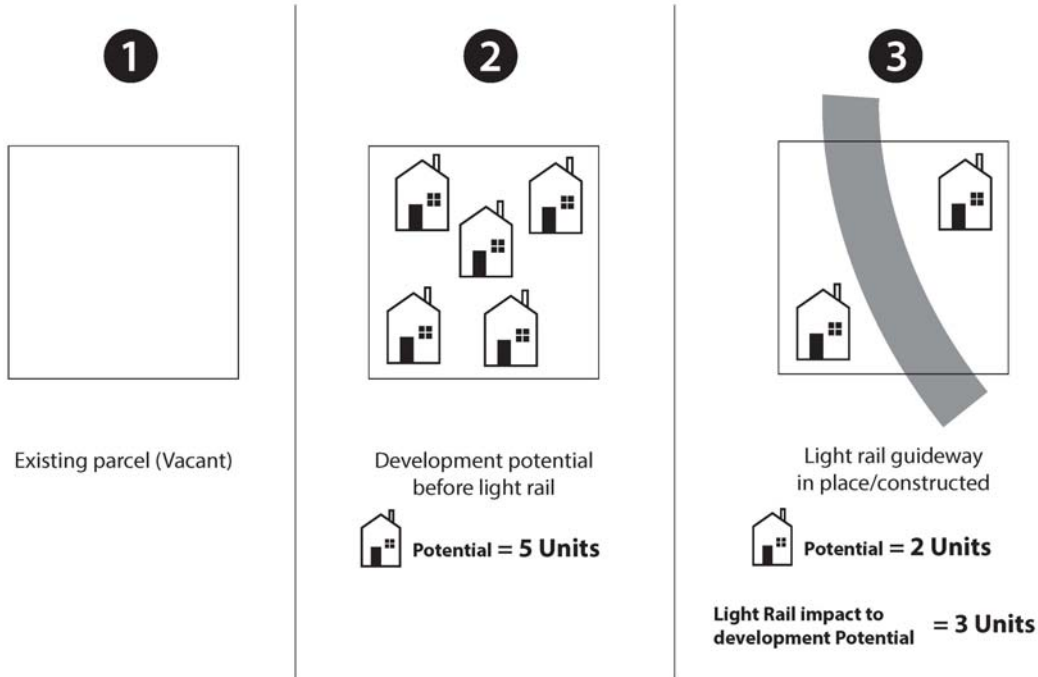 1
Existing parcel (Vacant)
2
Development potential
before light rail
Potential = 5 Units
3
Light rail guideway
in place/constructed
Potential = 2 Units
Light Rail impact to
development Potential = 3 Units